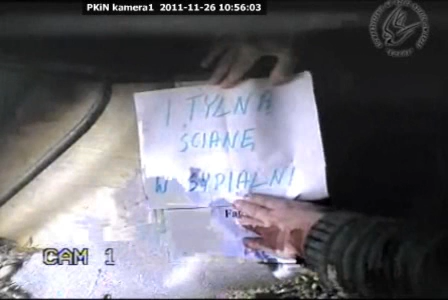 PKiN kamera1 2011-11-26 10:56:03
I TYLNĄ
ŚCIANĘ
W SYPIALNI
CAM 1